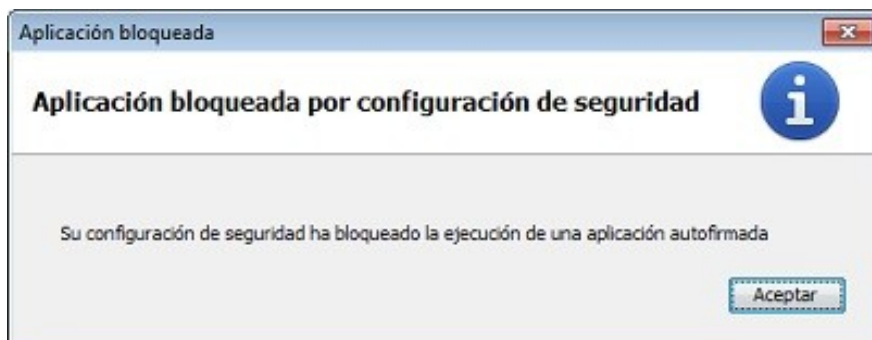 Aplicación bloqueada
Aplicación bloqueada por configuración de seguridad
Su configuración de seguridad ha bloqueado la ejecución de una aplicación autofirmada
Aceptar